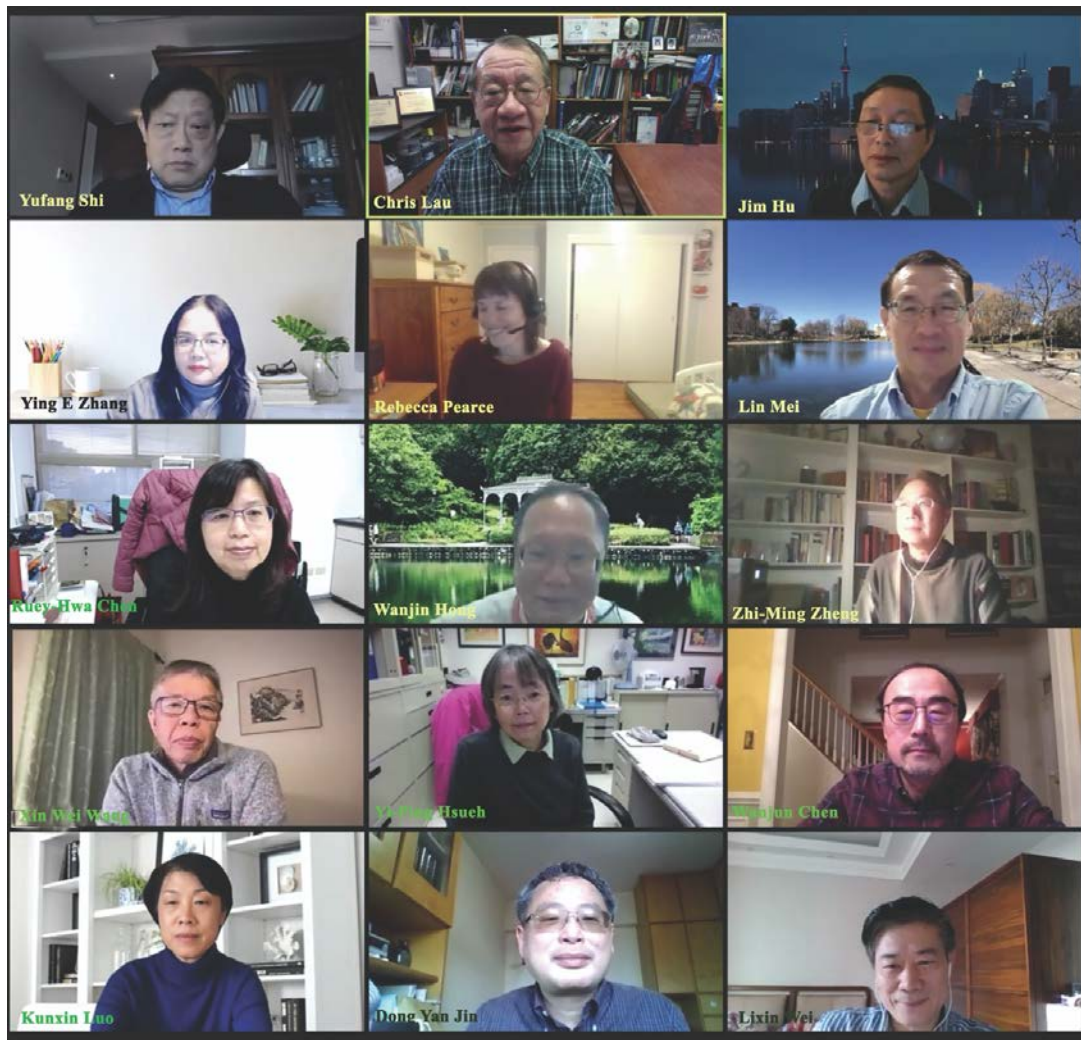 Yufang Shi
Chris Lau
Jim Hu
Ying E Zhang
Rebecca Pearce
Lin Mei
Ruey-Hwa Chen
Wanjin Hong
Zhi-Ming Zheng
Xin Wei Wang
Yi-Ping Hsueh
Wanjun Chen
Kunxin Luo
Dong Yan Jin
Lixin Wei